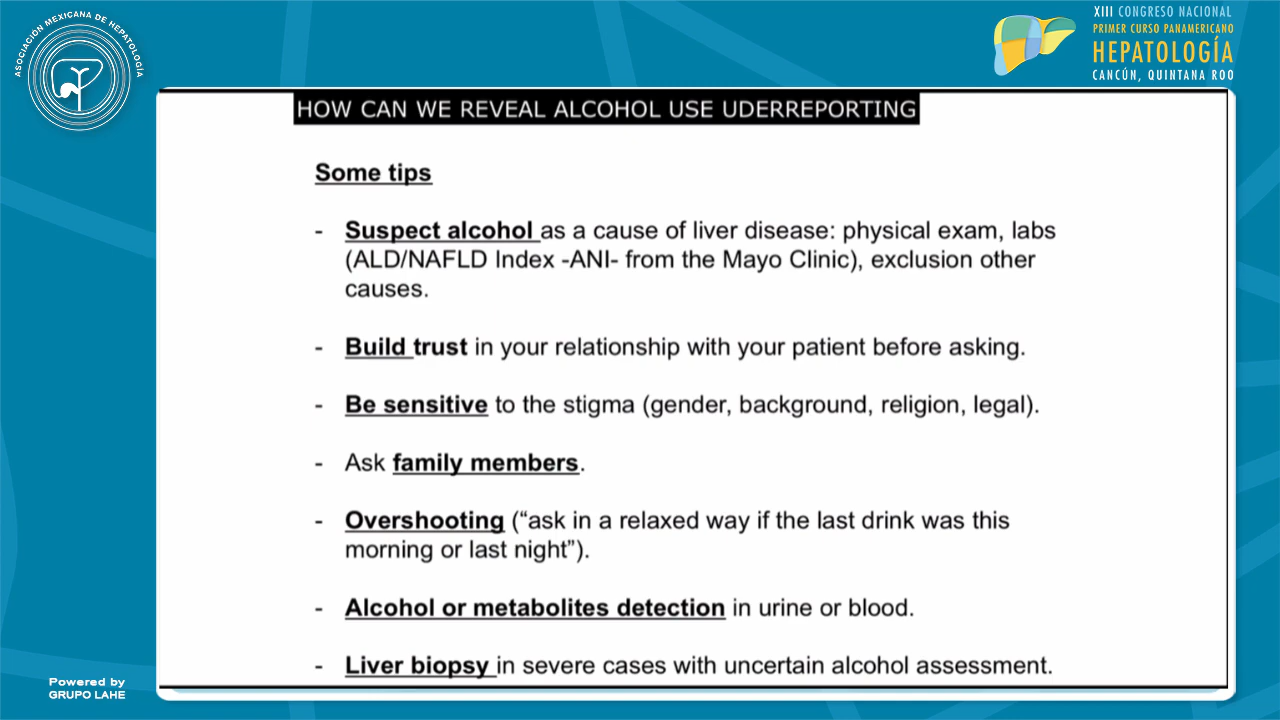 ASOCIACIÓN MEXICANA DE HEPATOLOGÍA
XIII CONGRESO NACIONAL
PRIMER CURSO PANAMERICANO
HEPATOLOGÍA
CANCÚN, QUINTANA ROO
HOW CAN WE REVEAL ALCOHOL USE UDERREPORTING
Some tips
- Suspect alcohol as a cause of liver disease: physical exam, labs
(ALD/NAFLD Index -ANI- from the Mayo Clinic), exclusion other
causes.
- Build trust in your relationship with your patient before asking.
- Be sensitive to the stigma (gender, background, religion, legal).
- Ask family members.
- Overshooting (“ask in a relaxed way if the last drink was this
morning or last night”).
- Alcohol or metabolites detection in urine or blood.
- Liver biopsy in severe cases with uncertain alcohol assessment.
Powered by
GRUPO LAHE